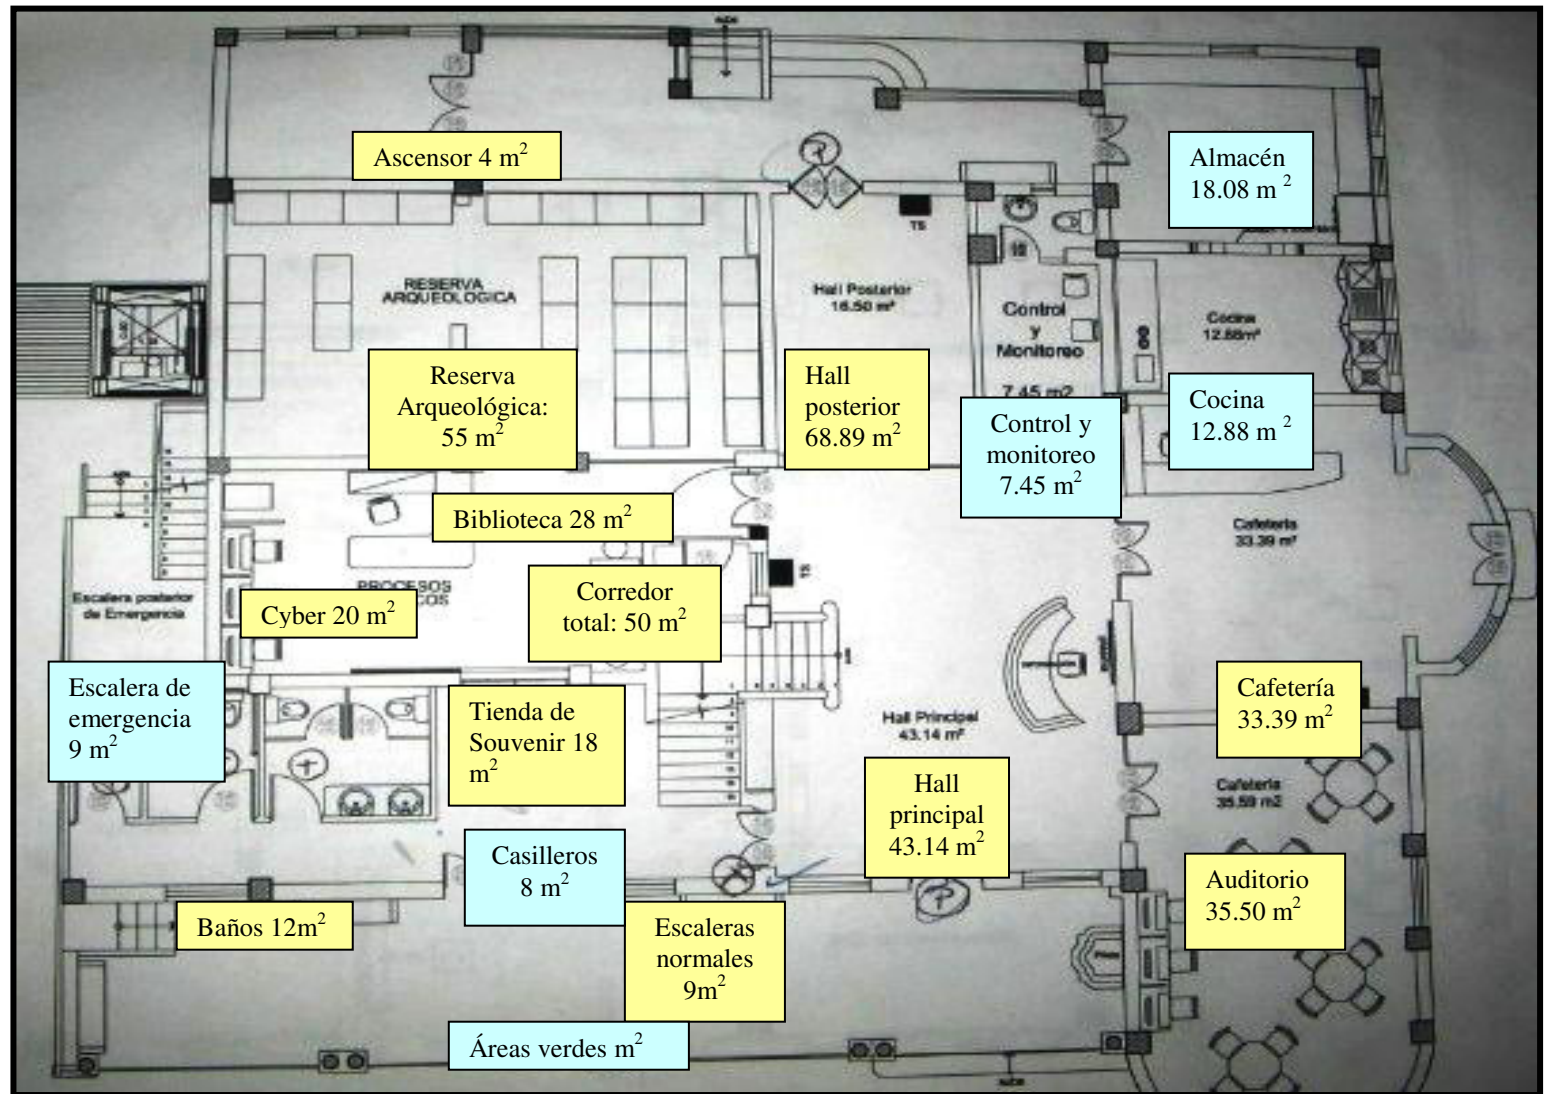 Ascensor 4 m²
Almacén
18.08 m ²
TS
RESERVA
ARQUEOLOGICA
Hall Posterior
16.50 m²
Control
y
Monitoreo
7.45 m2
Cocina
12.88m²
Reserva
Arqueológica:
55 m²
Hall
posterior
68.89 m²
Control y
monitoreo
7.45 m²
Cocina
12.88 m ²
Biblioteca 28 m²
Cafeteria
33.39 m²
TS
PROCESOS
Escalera posterior
de Emergencia
Cyber 20 m²
Corredor
total: 50 m²
Escalera de
emergencia
9 m²
Tienda de
Souvenir 18
m²
Hall Principal
43.14 m²
Cafetería
33.39 m²
Hall
principal
43.14 m²
Cafeteria
35.59 m2
Casilleros
8 m²
Auditorio
35.50 m²
Baños 12m²
Escaleras
normales
9m²
Áreas verdes m²